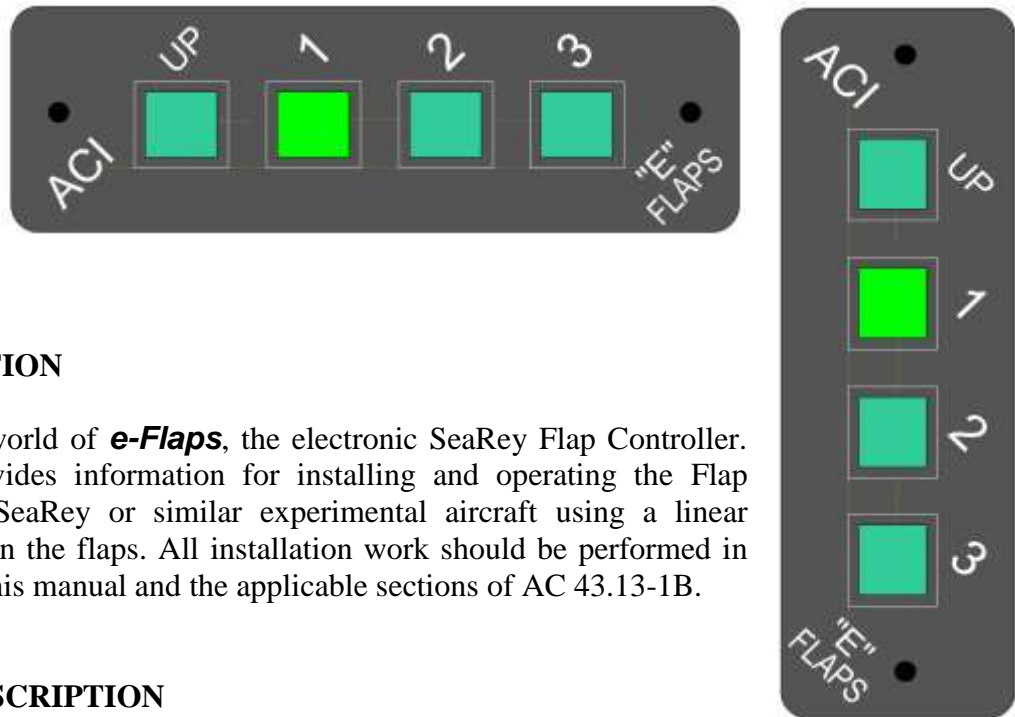 UP 1 2 3
ACI
"E"
FLAPS
ACI
UP
1
2
3
"E"
FLAPS
TION
world of e-Flaps, the electronic SeaRey Flap Controller.
vides information for installing and operating the Flap
SeaRey or similar experimental aircraft using a linear
n the flaps. All installation work should be performed in
his manual and the applicable sections of AC 43.13-1B.
SCRIPTION